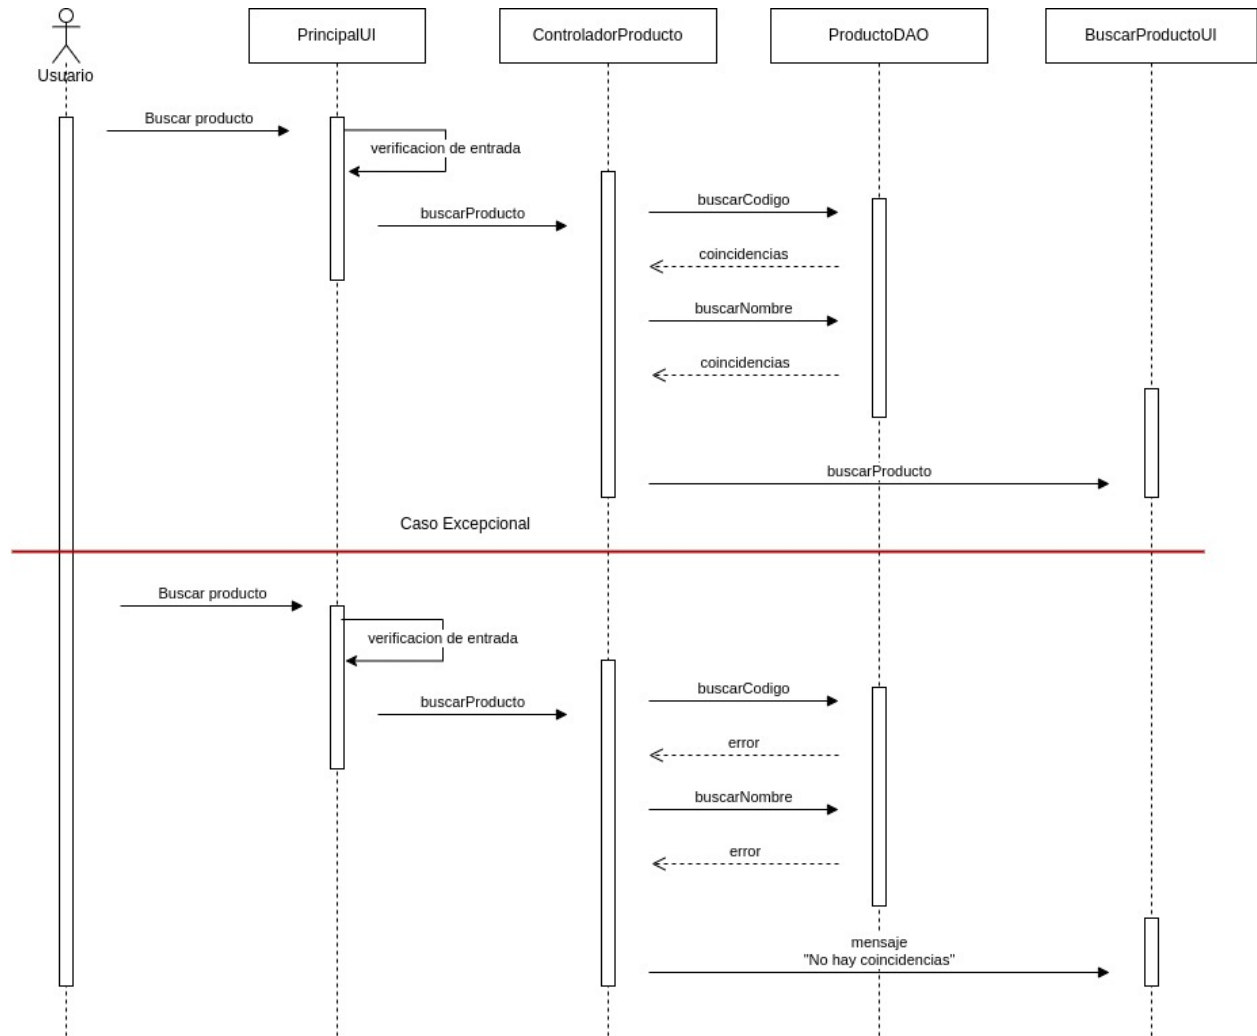 PrincipalUI
ControladorProducto
ProductoDAO
BuscarProductoUI
Usuario
Buscar producto
verificacion de entrada
buscarProducto
buscarCodigo
coincidencias
buscarNombre
coincidencias
buscarProducto
Caso Excepcional
Buscar producto
verificacion de entrada
buscarProducto
buscarCodigo
error
buscarNombre
error
mensaje
"No hay coincidencias"